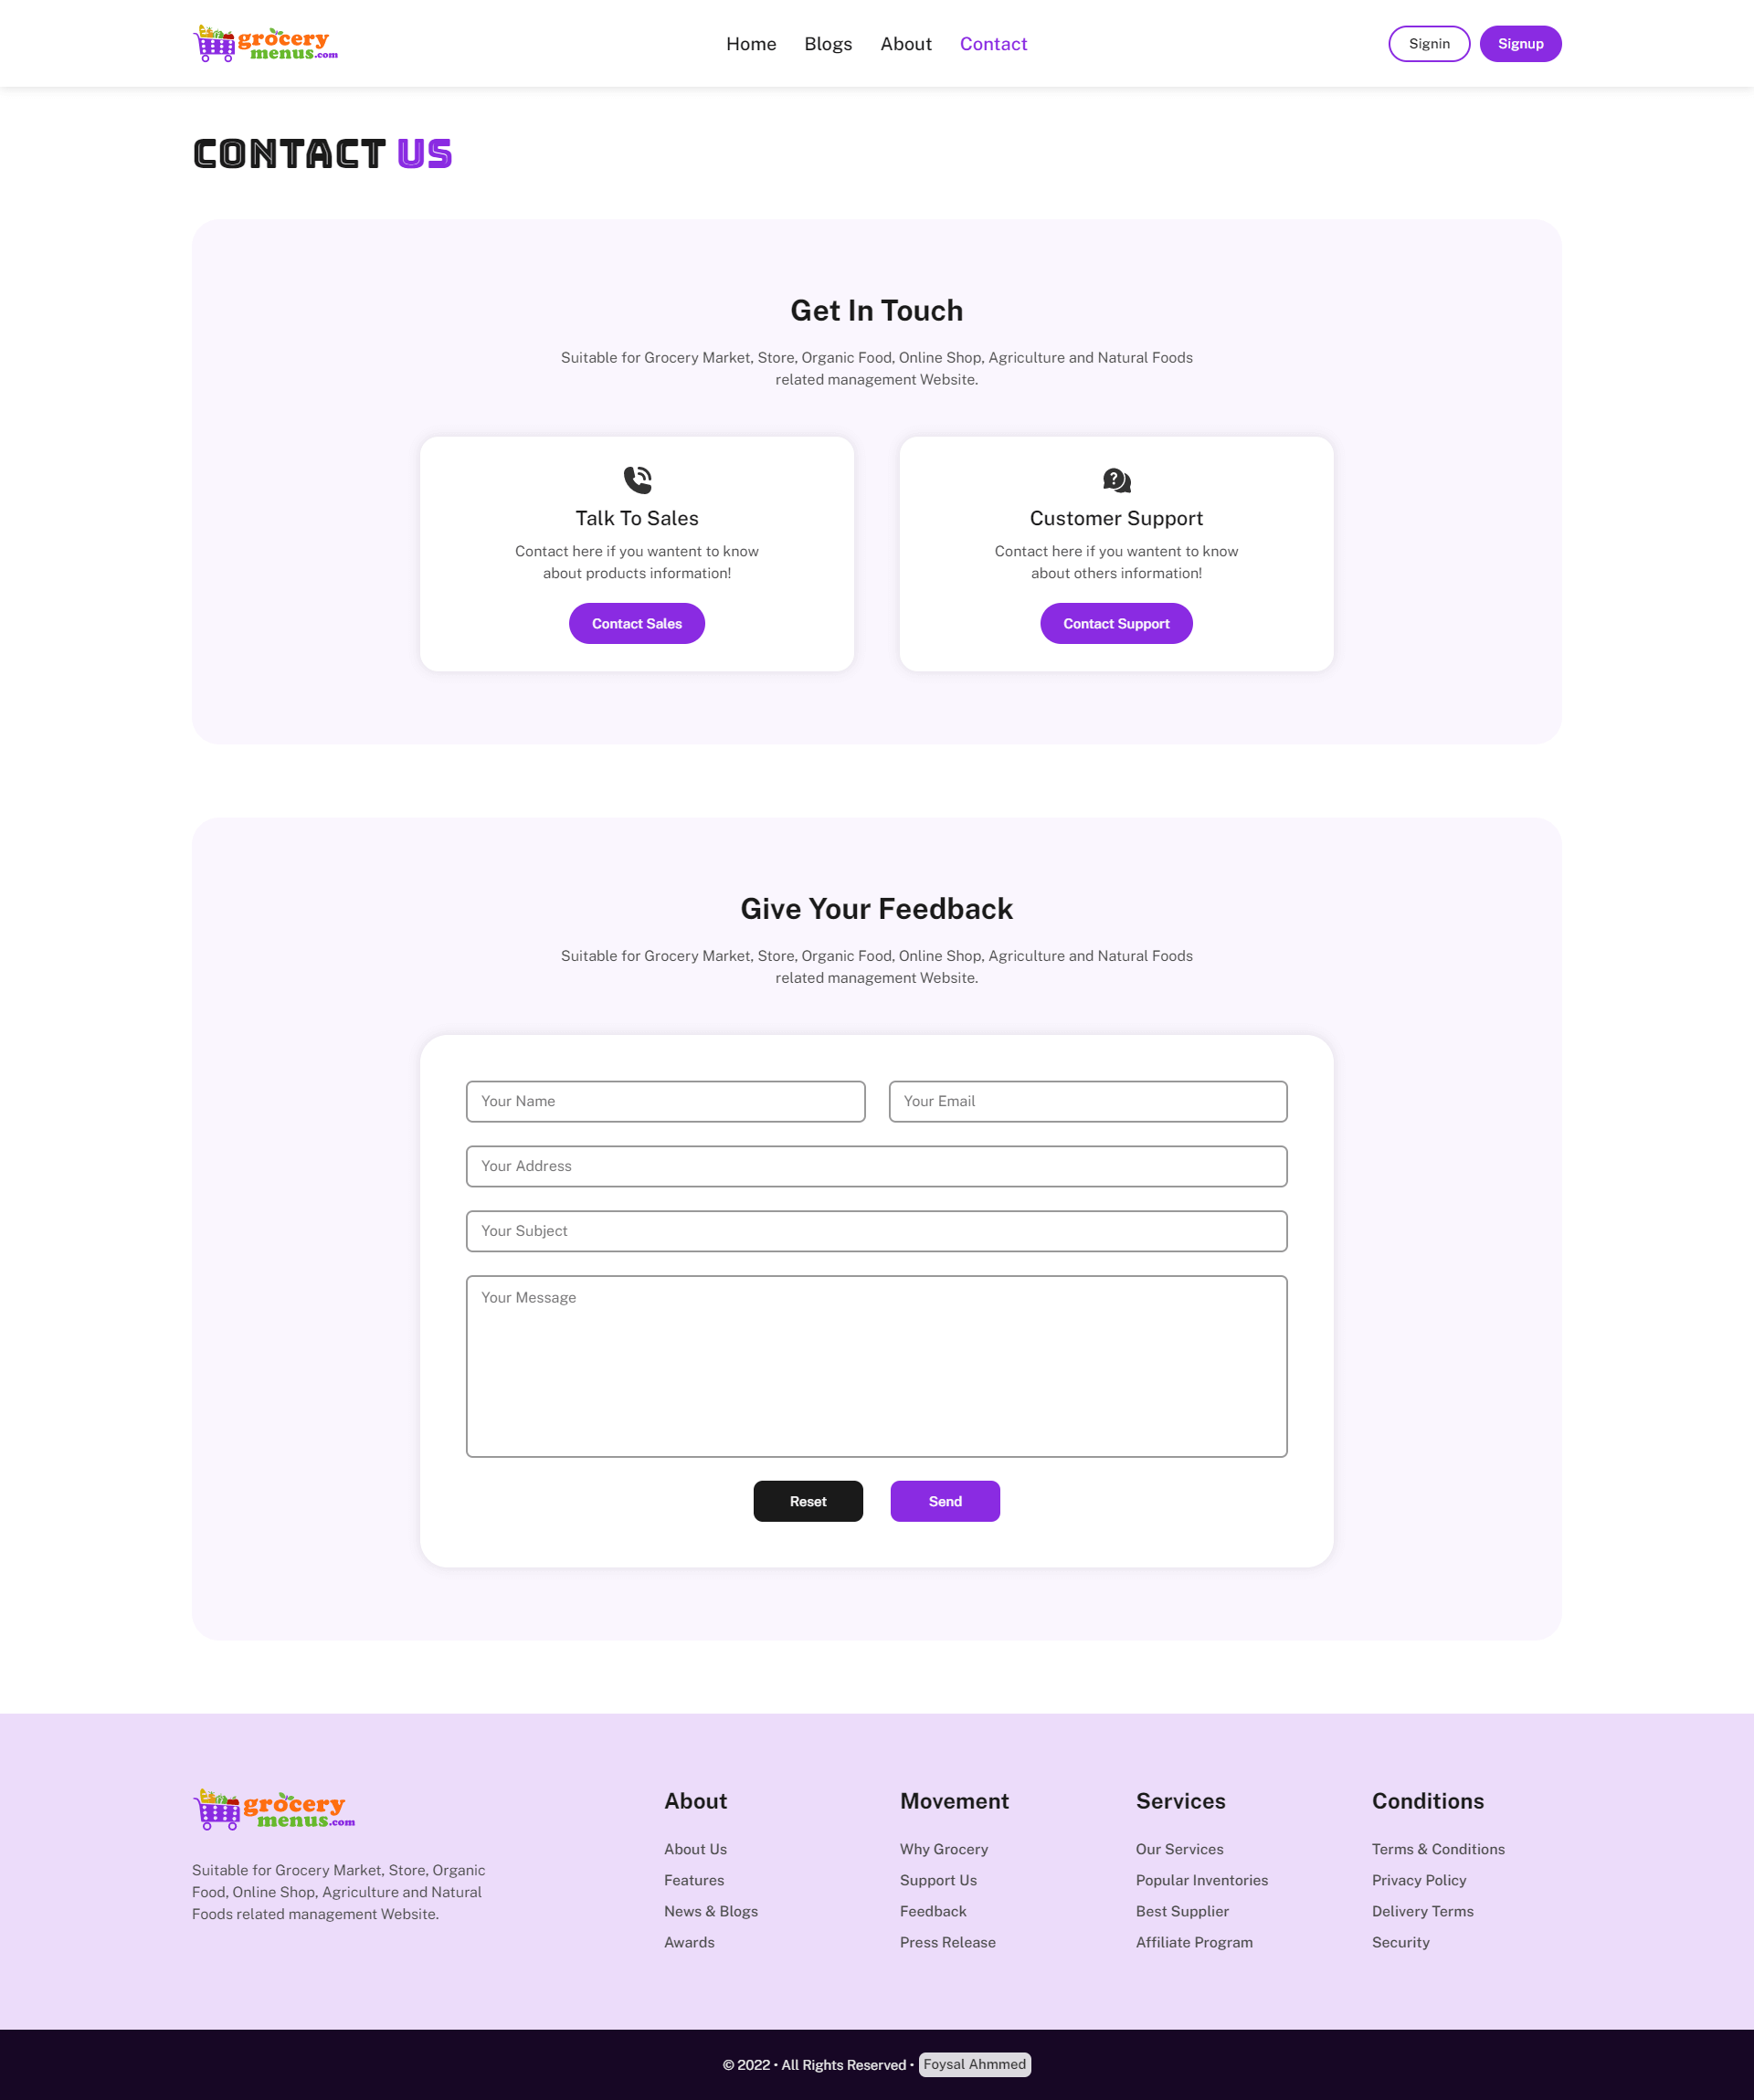 grocery
menus.com
Home Blogs About Contact
Signin Signup
CONTACT US
Get In Touch
Suitable for Grocery Market, Store, Organic Food, Online Shop, Agriculture and Natural Foods
related management Website.
Talk To Sales
Contact here if you wantent to know
about products information!
Contact Sales
Customer Support
Contact here if you wantent to know
about others information!
Contact Support
Give Your Feedback
Suitable for Grocery Market, Store, Organic Food, Online Shop, Agriculture and Natural Foods
related management Website.
Your Name
Your Email
Your Address
Your Subject
Your Message
Reset Send
grocery
menus.com
Suitable for Grocery Market, Store, Organic
Food, Online Shop, Agriculture and Natural
Foods related management Website.
About
About Us
Features
News & Blogs
Awards
Movement
Why Grocery
Support Us
Feedback
Press Release
Services
Our Services
Popular Inventories
Best Supplier
Affiliate Program
Conditions
Terms & Conditions
Privacy Policy
Delivery Terms
Security
© 2022 • All Rights Reserved • Foysal Ahmmed